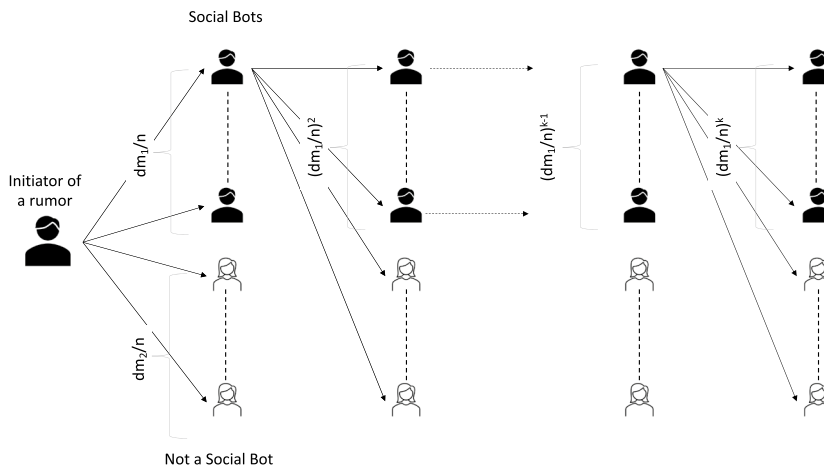 Social Bots
Initiator of
a rumor
dm₁/n
dm₂/n
(dm₁/n)²
(dm₁/n)ᵏ⁻¹
(dm₁/n)ᵏ
Not a Social Bot